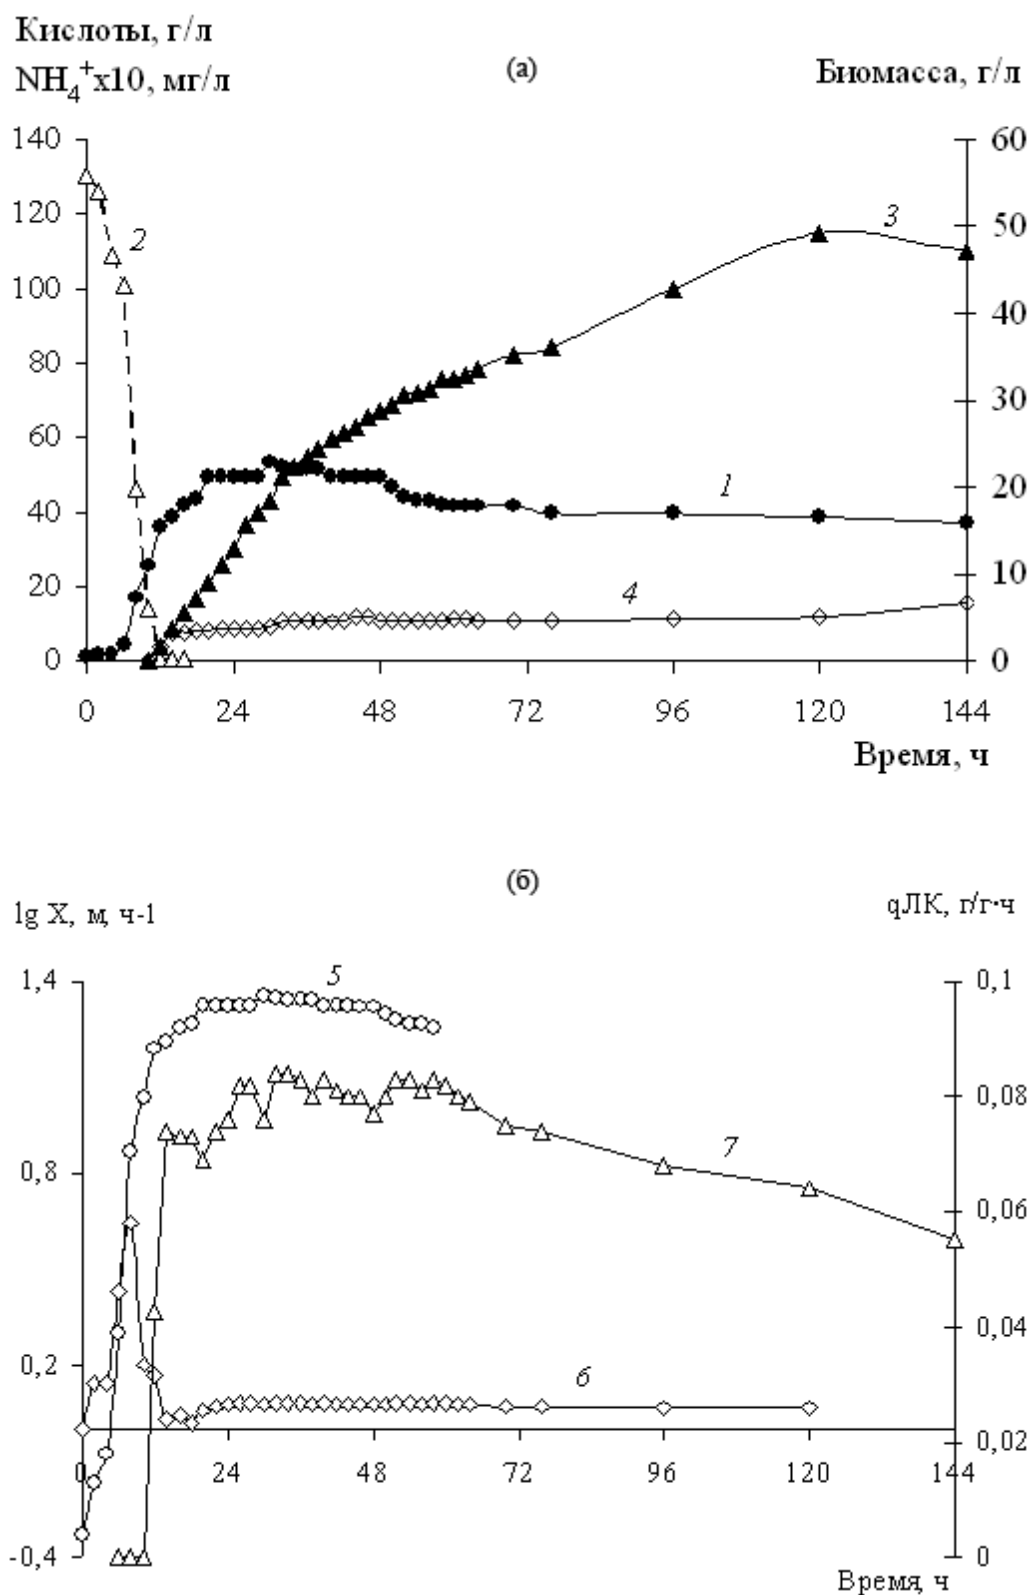 Кислоты, г/л
NH₄⁺x10, мг/л
(а)
Биомасса, г/л
140
120
100
80
60
40
20
0
60
50
40
30
20
10
0
2
3
1
4
0 24 48 72 96 120 144
Время, ч
(б)
lg X, м, ч-1
qЛК, г/г·ч
1,4
0,8
0,2
-0,4
0,1
0,08
0,06
0,04
0,02
0
5
7
6
0 24 48 72 96 120 144
Время, ч